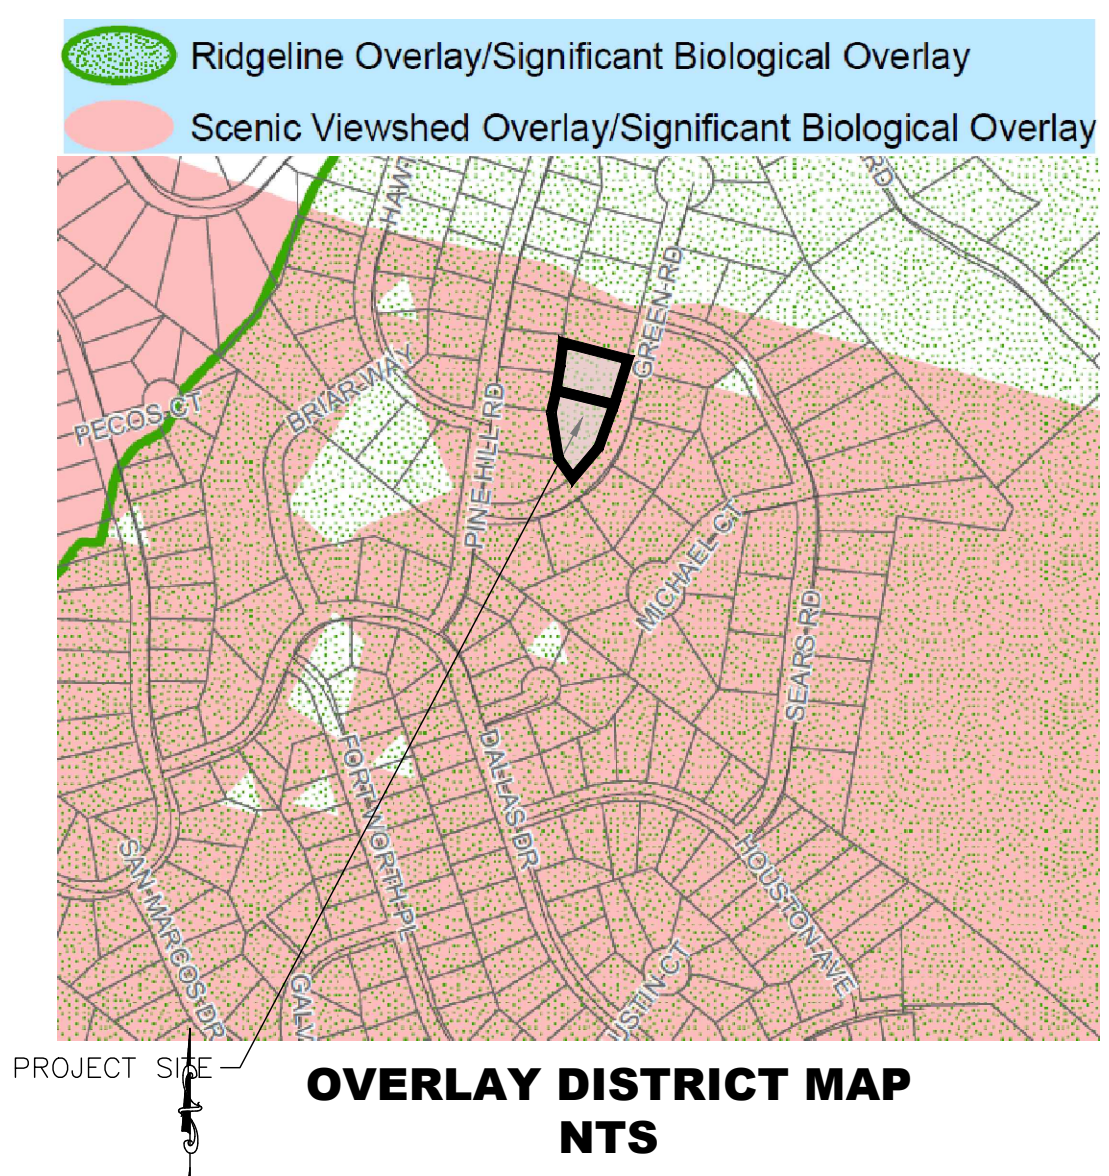 Ridgeline Overlay/Significant Biological Overlay
Scenic Viewshed Overlay/Significant Biological Overlay
HAWT
RD
GREEN RD
BRIAR WAY
PECOS CT
PINE HILL RD
MICHAEL CT
SEARS RD
FORT WORTH PL
DALLAS DR
SAN MARCOS DR
HOUSTON AVE
USTIN CT
GALV
PROJECT SITE
OVERLAY DISTRICT MAP
NTS